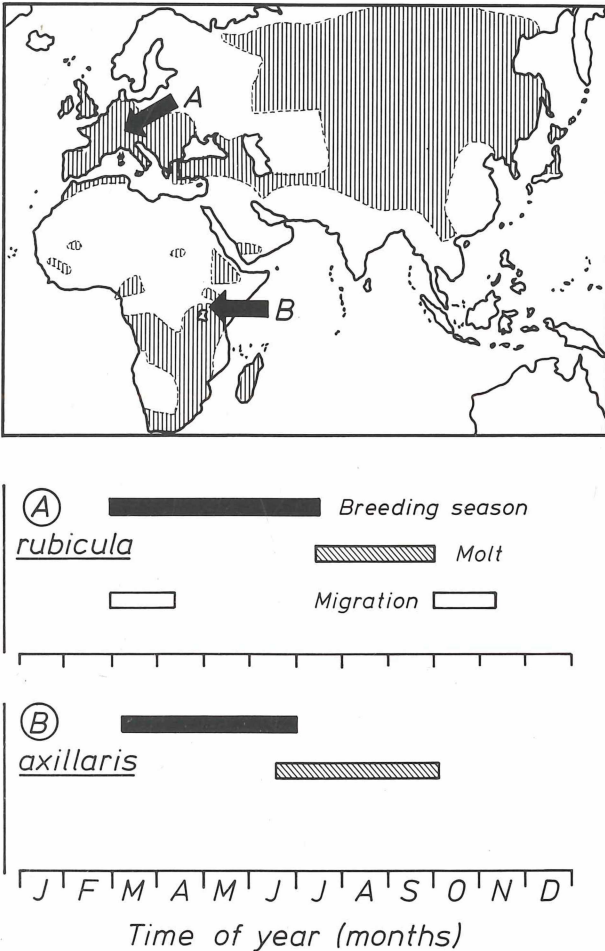 A
B
A
Breeding season
rubicula
Molt
Migration
B
axillaris
J F M A M J J A S O N D
Time of year (months)